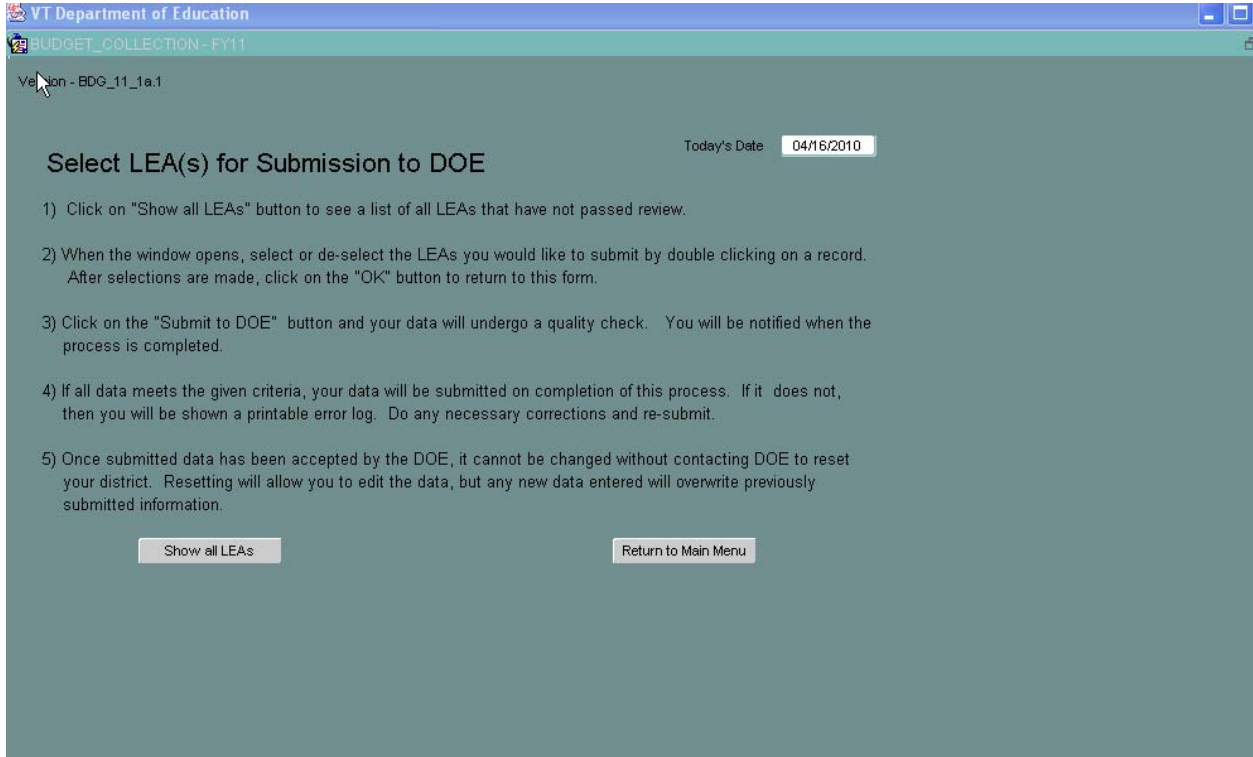 VT Department of Education
BUDGET_COLLECTION - FY11
Version - BDG_11_1a.1
Today's Date 04/16/2010
Select LEA(s) for Submission to DOE
1) Click on "Show all LEAs" button to see a list of all LEAs that have not passed review.
2) When the window opens, select or de-select the LEAs you would like to submit by double clicking on a record.
After selections are made, click on the "OK" button to return to this form.
3) Click on the "Submit to DOE" button and your data will undergo a quality check. You will be notified when the
process is completed.
4) If all data meets the given criteria, your data will be submitted on completion of this process. If it does not,
then you will be shown a printable error log. Do any necessary corrections and re-submit.
5) Once submitted data has been accepted by the DOE, it cannot be changed without contacting DOE to reset
your district. Resetting will allow you to edit the data, but any new data entered will overwrite previously
submitted information.
Show all LEAs Return to Main Menu